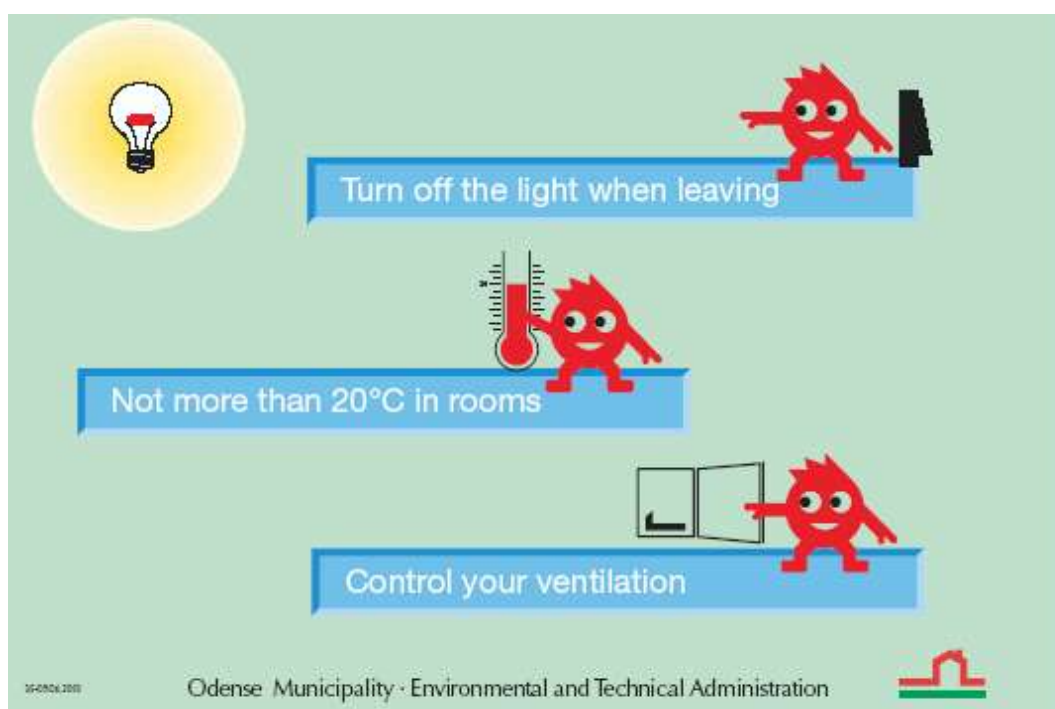 Turn off the light when leaving
20
Not more than 20°C in rooms
Control your ventilation
Odense Municipality · Environmental and Technical Administration